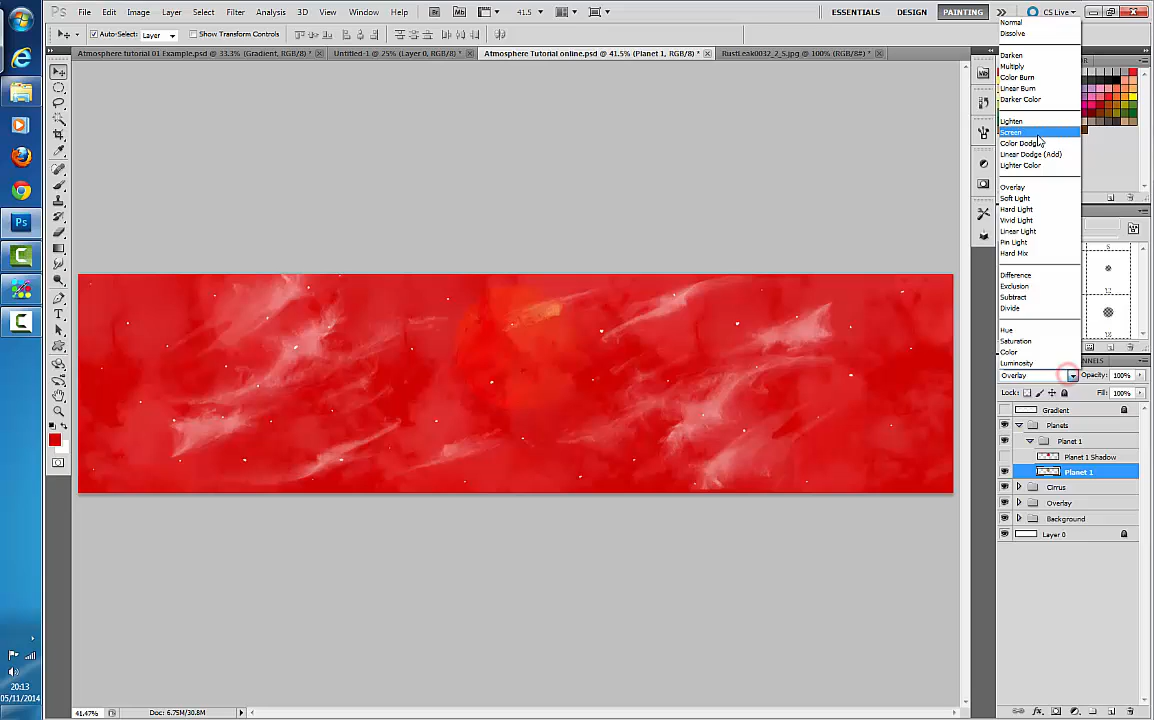 Ps File Edit Image Layer Select Filter Analysis 3D View Window Help Br Mb 41.5 ESSENTIALS DESIGN PAINTING CS Live
Auto-Select: Layer Show Transform Controls
Atmosphere tutorial 01 Example.psd @ 33.3% (Gradient, RGB/8) * Untitled-1 @ 25% (Layer 0, RGB/8) * Atmosphere Tutorial online.psd @ 41.5% (Planet 1, RGB/8) * RustLeak0032_2_S.jpg @ 100% (RGB/8#) *
Normal
Dissolve
Darken
Multiply
Color Burn
Linear Burn
Darker Color
Lighten
Screen
Color Dodge
Linear Dodge (Add)
Lighter Color
Overlay
Soft Light
Hard Light
Vivid Light
Linear Light
Pin Light
Hard Mix
Difference
Exclusion
Subtract
Divide
Hue
Saturation
Color
Luminosity
Overlay Opacity: 100%
Lock: Fill: 100%
Gradient
Planets
Planet 1
Planet 1 Shadow
Planet 1
Cirrus
Overlay
Background
Layer 0
Ps
20:13
05/11/2014
41.47% Doc: 6.75M/30.8M